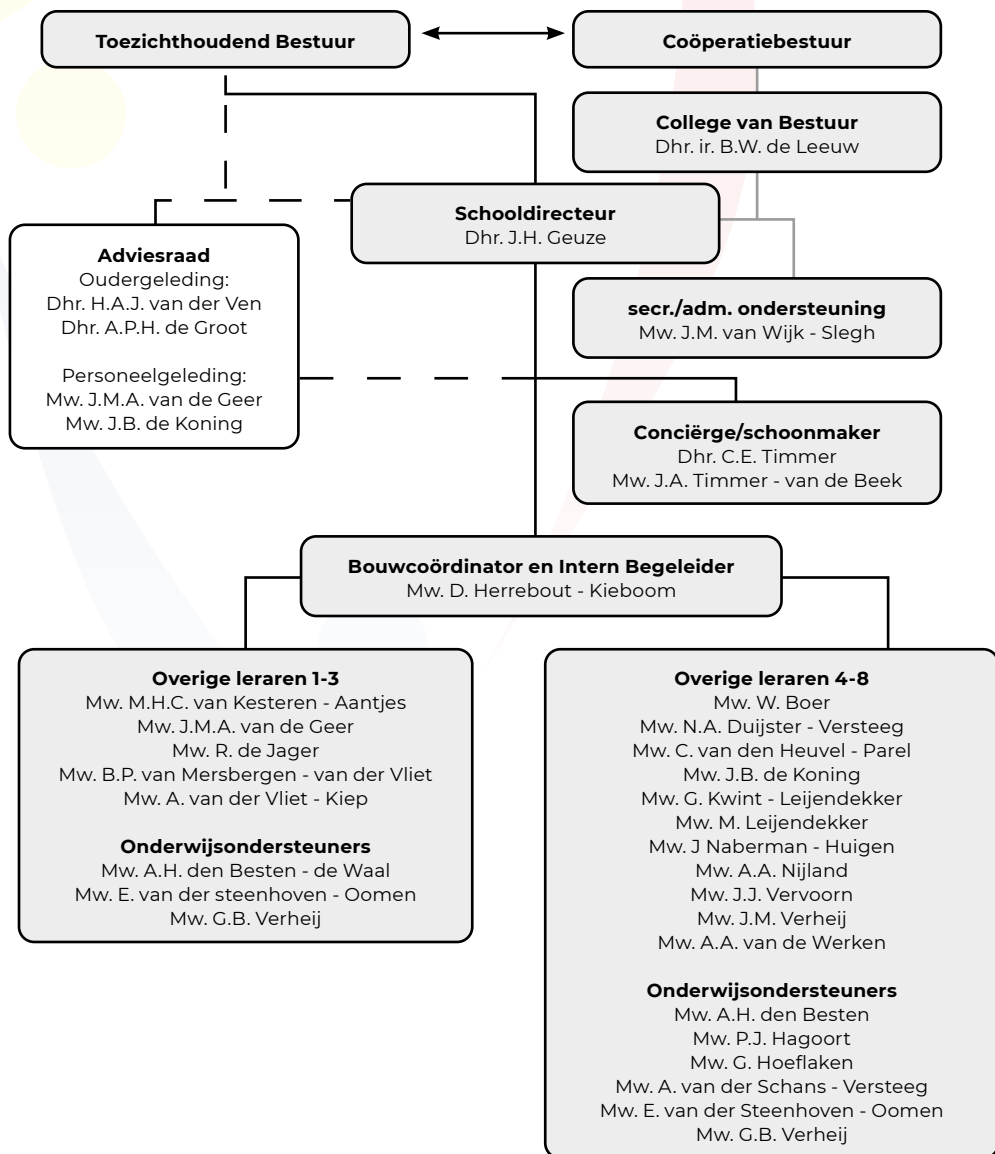 Toezichthoudend Bestuur
Coöperatiebestuur
College van Bestuur
Dhr. ir. B.W. de Leeuw
Schooldirecteur
Dhr. J.H. Geuze
Adviesraad
Oudergeleding:
Dhr. H.A.J. van der Ven
Dhr. A.P.H. de Groot
Personeelgeleding:
Mw. J.M.A. van de Geer
Mw. J.B. de Koning
secr./adm. ondersteuning
Mw. J.M. van Wijk - Slegh
Conciërge/schoonmaker
Dhr. C.E. Timmer
Mw. J.A. Timmer - van de Beek
Bouwcoördinator en Intern Begeleider
Mw. D. Herrebout - Kieboom
Overige leraren 1-3
Mw. M.H.C. van Kesteren - Aantjes
Mw. J.M.A. van de Geer
Mw. R. de Jager
Mw. B.P. van Mersbergen - van der Vliet
Mw. A. van der Vliet - Kiep
Onderwijsondersteuners
Mw. A.H. den Besten - de Waal
Mw. E. van der steenhoven - Oomen
Mw. G.B. Verheij
Overige leraren 4-8
Mw. W. Boer
Mw. N.A. Duijster - Versteeg
Mw. C. van den Heuvel - Parel
Mw. J.B. de Koning
Mw. G. Kwint - Leijendekker
Mw. M. Leijendekker
Mw. J Naberman - Huigen
Mw. A.A. Nijland
Mw. J.J. Vervoorn
Mw. J.M. Verheij
Mw. A.A. van de Werken
Onderwijsondersteuners
Mw. A.H. den Besten
Mw. P.J. Hagoort
Mw. G. Hoeflaken
Mw. A. van der Schans - Versteeg
Mw. E. van der Steenhoven - Oomen
Mw. G.B. Verheij